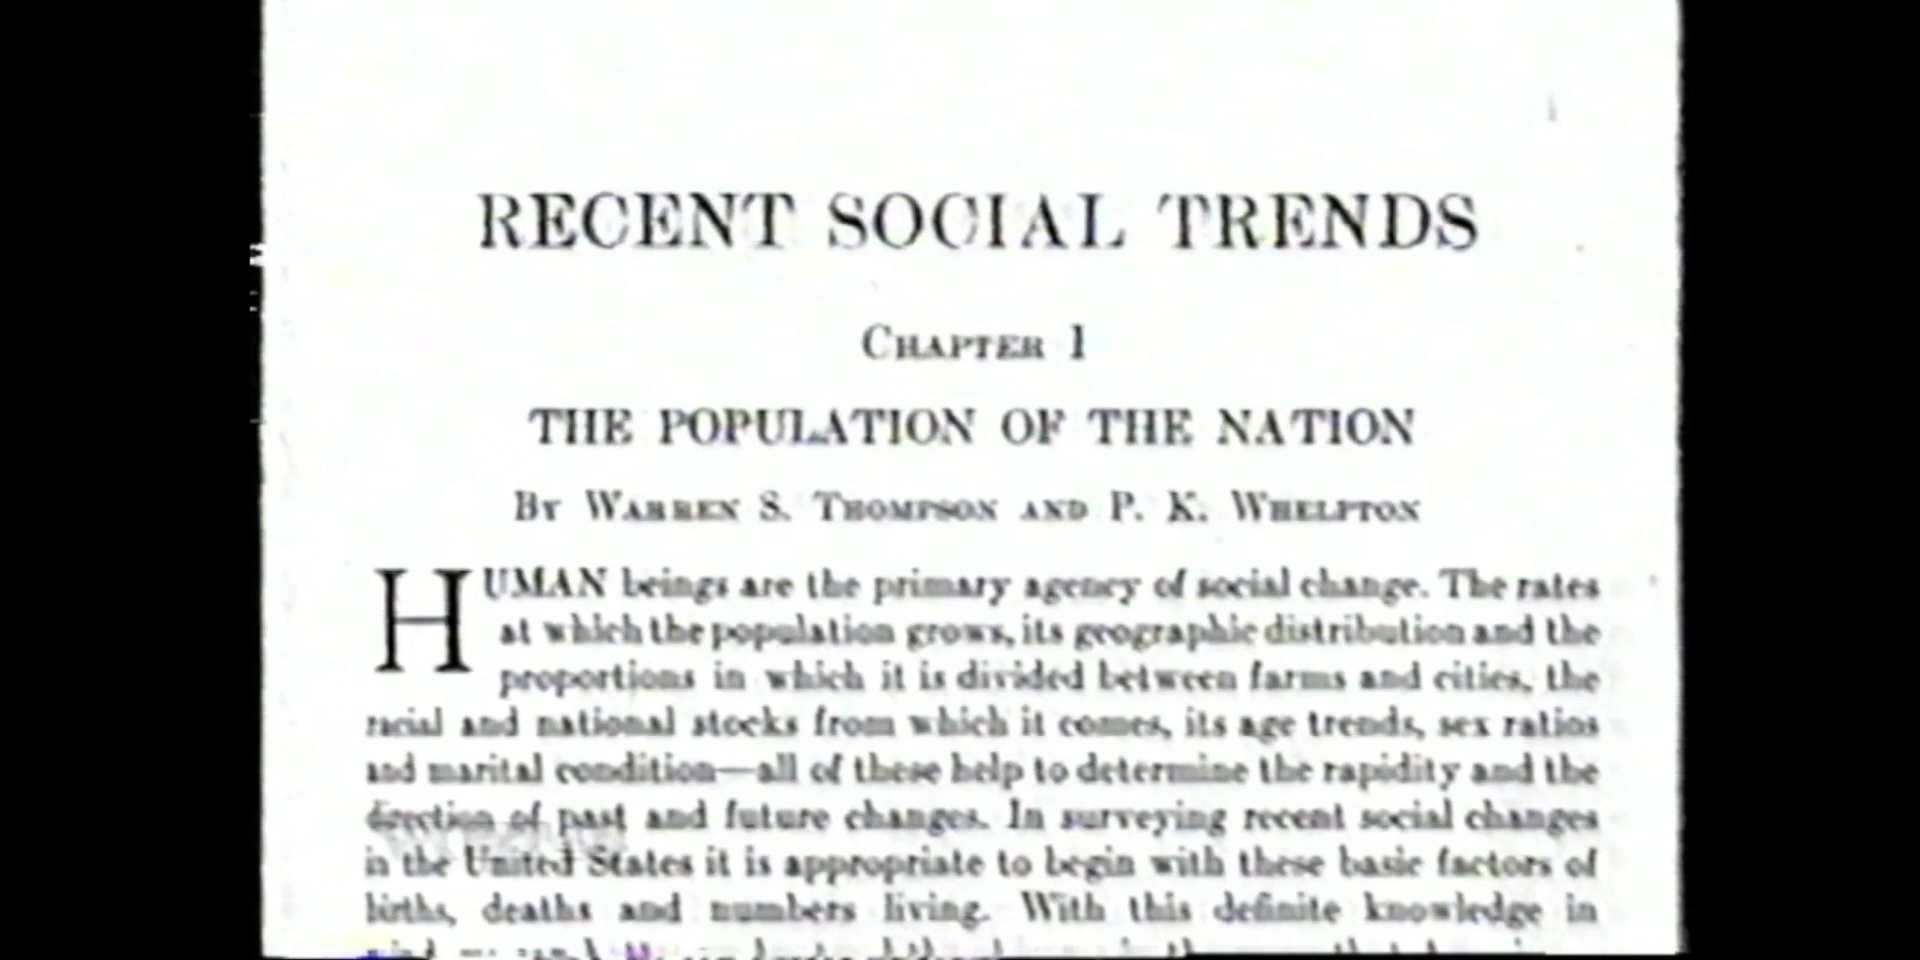 RECENT SOCIAL TRENDS
CHAPTER 1
THE POPULATION OF THE NATION
BY WARREN S. THOMPSON AND P. K. WHELPTON
HUMAN beings are the primary agency of social change. The rates
at which the population grows, its geographic distribution and the
proportions in which it is divided between farms and cities, the
racial and national stocks from which it comes, its age trends, sex ratios
and marital condition—all of these help to determine the rapidity and the
direction of past and future changes. In surveying recent social changes
in the United States it is appropriate to begin with these basic factors of
births, deaths and numbers living. With this definite knowledge in